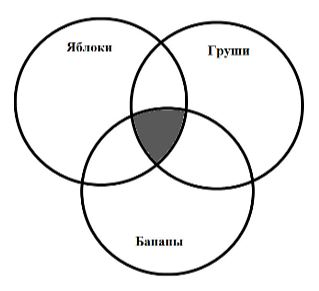 Яблоки
Груши
Бананы